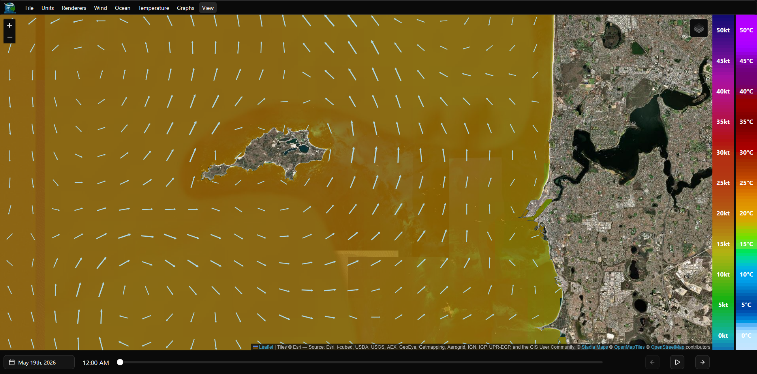 File Units Renderers Wind Ocean Temperature Graphs View
+
−
50kt 50°C
45kt 45°C
40kt 40°C
35kt 35°C
30kt 30°C
25kt 25°C
20kt 20°C
15kt 15°C
10kt 10°C
5kt 5°C
0kt 0°C
Leaflet | Tiles © Esri — Source: Esri, i-cubed, USDA, USGS, AEX, GeoEye, Getmapping, Aerogrid, IGN, IGP, UPR-EGP, and the GIS User Community, © StadiaMaps © OpenMapTiles © OpenStreetMap contributors
May 19th, 2026 12:00 AM